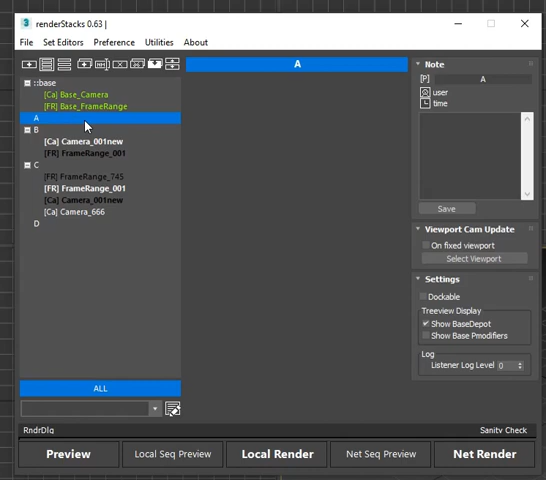 renderStacks 0.63 |
File Set Editors Preference Utilities About
A
::base
[Ca] Base_Camera
[FR] Base_FrameRange
A
B
[Ca] Camera_001new
[FR] FrameRange_001
C
[FR] FrameRange_745
[FR] FrameRange_001
[Ca] Camera_001new
[Ca] Camera_666
D
ALL
Note
[P] A
user
time
Save
Viewport Cam Update
On fixed viewport
Select Viewport
Settings
Dockable
Treeview Display
Show BaseDepot
Show Base Pmodifiers
Log
Listener Log Level 0
RndrDlg
Sanity Check
Preview
Local Seq Preview
Local Render
Net Seq Preview
Net Render